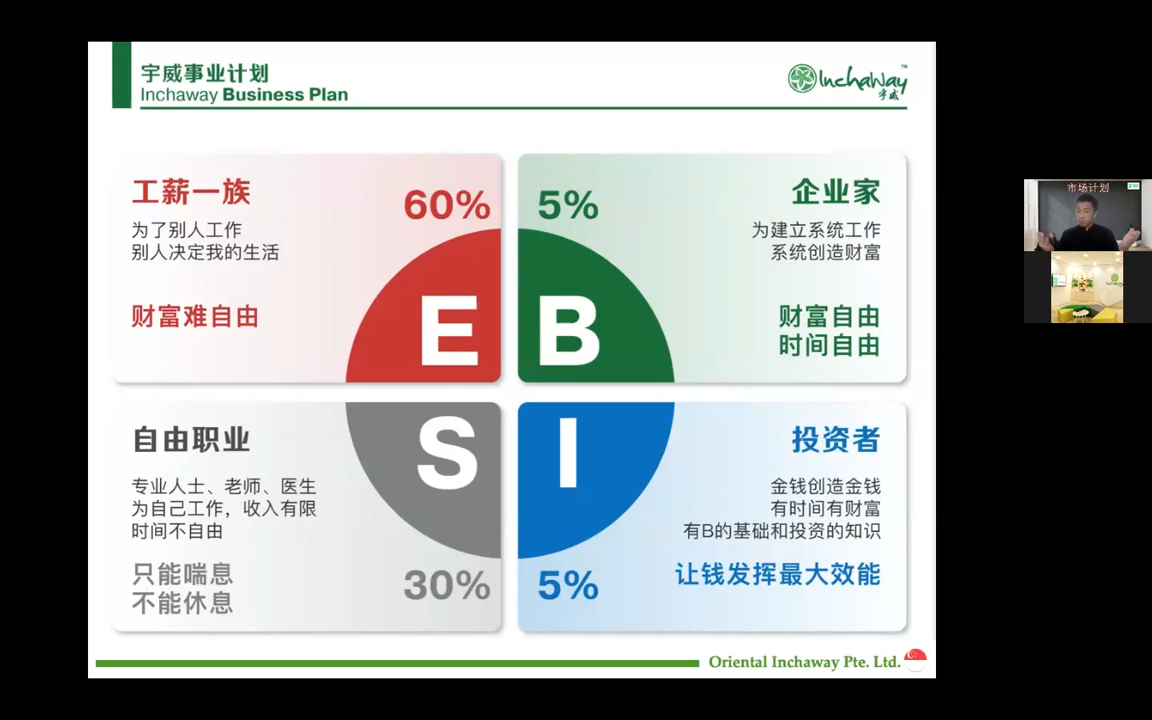 宇威事业计划
Inchaway Business Plan
Inchaway™
宇威
工薪一族
60%
为了别人工作
别人决定我的生活
财富难自由
E
5%
企业家
为建立系统工作
系统创造财富
财富自由
时间自由
B
自由职业
S
专业人士、老师、医生
为自己工作，收入有限
时间不自由
只能喘息
不能休息
30%
I
投资者
金钱创造金钱
有时间有财富
有B的基础和投资的知识
让钱发挥最大效能
5%
Oriental Inchaway Pte. Ltd.
市场计划